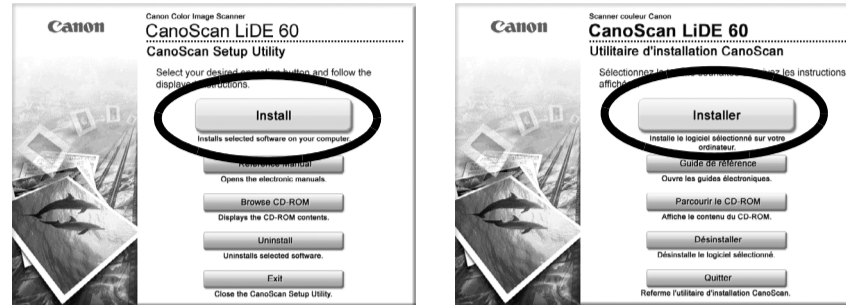 Canon
Canon Color Image Scanner
CanoScan LiDE 60
CanoScan Setup Utility
Select your desired operation button and follow the
displayed instructions.
Install
Installs selected software on your computer.
Reference Manual
Opens the electronic manuals.
Browse CD-ROM
Displays the CD-ROM contents.
Uninstall
Uninstalls selected software.
Exit
Close the CanoScan Setup Utility.
Canon
Scanner couleur Canon
CanoScan LiDE 60
Utilitaire d'installation CanoScan
Sélectionnez les instructions
Installer
Installe le logiciel sélectionné sur votre
ordinateur.
Guide de référence
Ouvre les guides électroniques.
Parcourir le CD-ROM
Affiche le contenu du CD-ROM.
Désinstaller
Désinstalle le logiciel sélectionné.
Quitter
Referme l'utilitaire d'installation CanoScan.